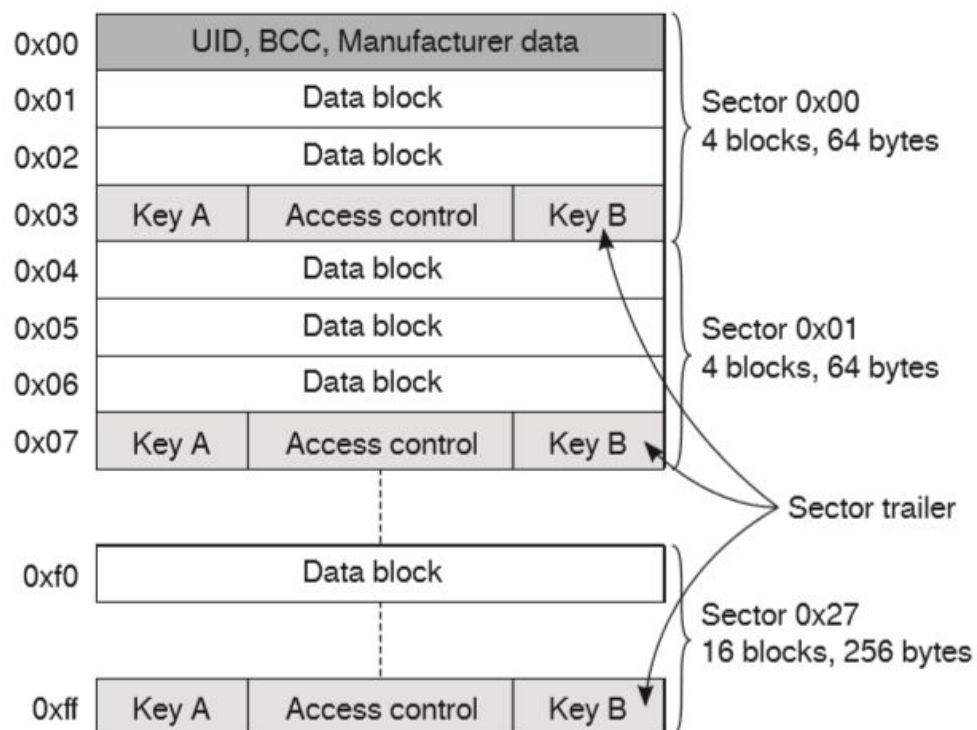 0x00 UID, BCC, Manufacturer data
0x01 Data block
0x02 Data block
Sector 0x00
4 blocks, 64 bytes
0x03 Key A Access control Key B
0x04 Data block
0x05 Data block
0x06 Data block
Sector 0x01
4 blocks, 64 bytes
0x07 Key A Access control Key B
Sector trailer
0xf0 Data block
Sector 0x27
16 blocks, 256 bytes
0xff Key A Access control Key B